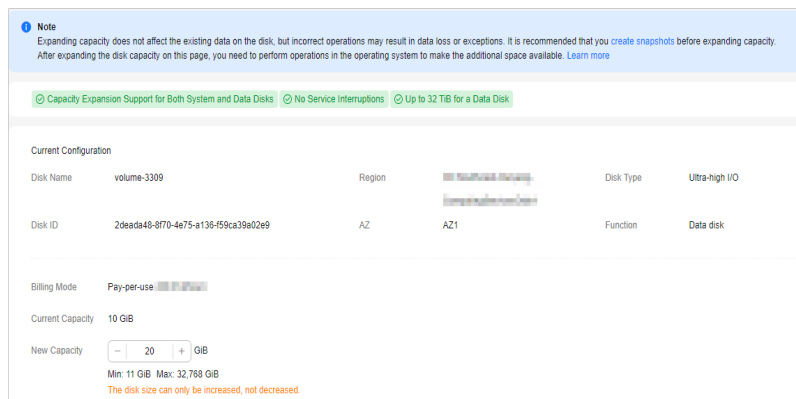 Note
Expanding capacity does not affect the existing data on the disk, but incorrect operations may result in data loss or exceptions. It is recommended that you create snapshots before expanding capacity.
After expanding the disk capacity on this page, you need to perform operations in the operating system to make the additional space available. Learn more
Capacity Expansion Support for Both System and Data Disks No Service Interruptions Up to 32 TiB for a Data Disk
Current Configuration
Disk Name volume-3309 Region Disk Type Ultra-high I/O
Disk ID 2deada48-8f70-4e75-a136-f59ca39a02e9 AZ AZ1 Function Data disk
Billing Mode Pay-per-use
Current Capacity 10 GiB
New Capacity − 20 + GiB
Min: 11 GiB Max: 32,768 GiB
The disk size can only be increased, not decreased.